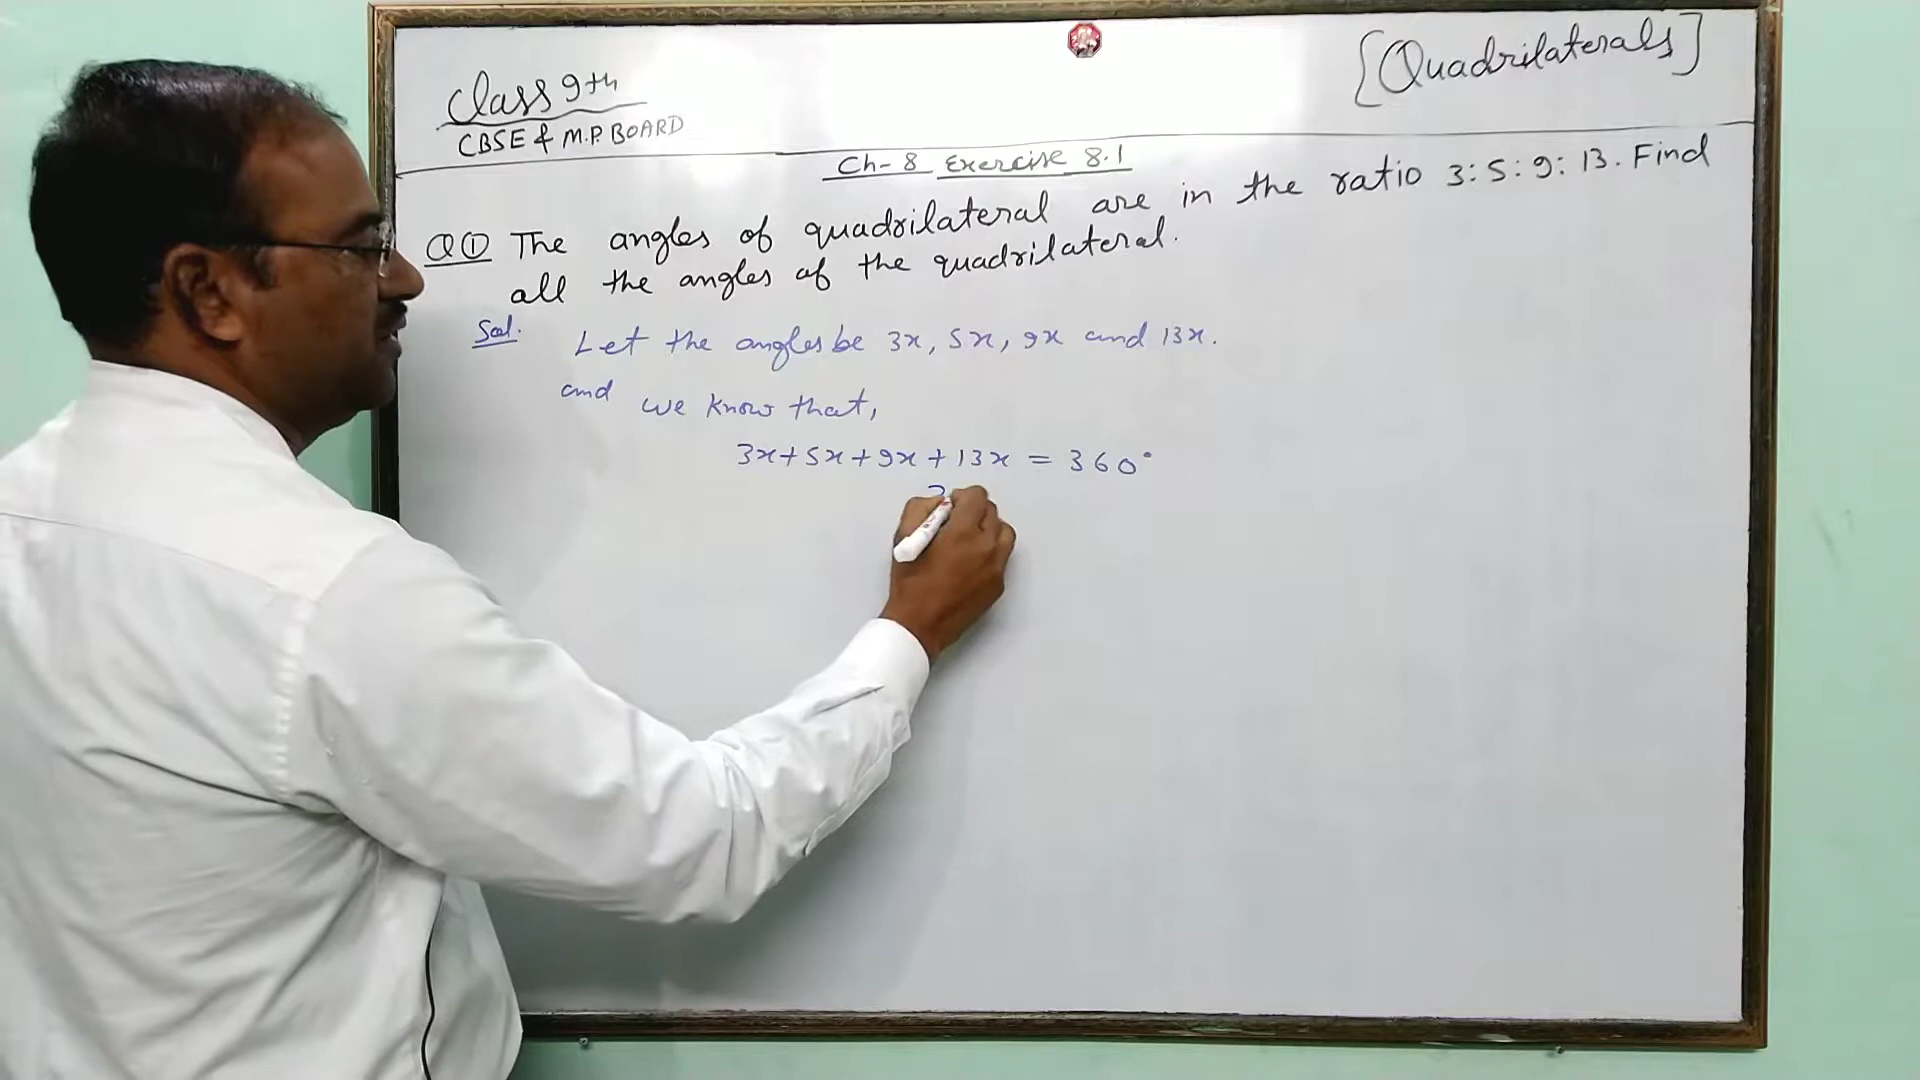 Class 9th
CBSE & M.P. BOARD
[Quadrilaterals]
Ch-8 Exercise 8.1
Q① The angles of quadrilateral are in the ratio 3:5:9:13. Find
all the angles of the quadrilateral.
Sol. Let the angles be 3x, 5x, 9x and 13x.
and we know that,
3x+5x+9x+13x = 360°